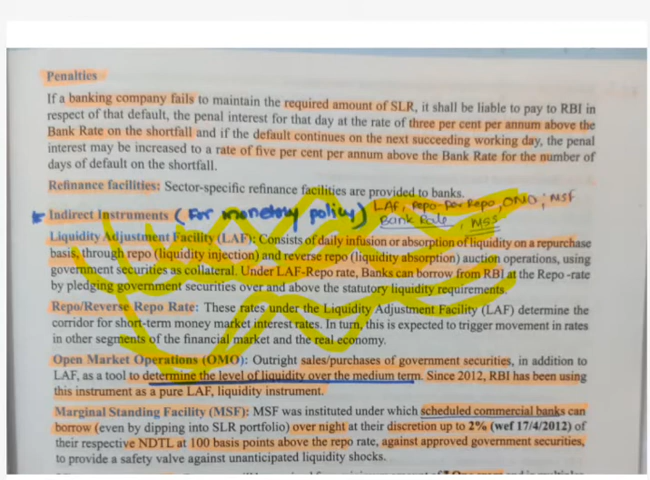 Penalties
If a banking company fails to maintain the required amount of SLR, it shall be liable to pay to RBI in
respect of that default, the penal interest for that day at the rate of three per cent per annum above the
Bank Rate on the shortfall and if the default continues on the next succeeding working day, the penal
interest may be increased to a rate of five per cent per annum above the Bank Rate for the number of
days of default on the shortfall.
Refinance facilities: Sector-specific refinance facilities are provided to banks.
Indirect Instruments (For monetary policy) LAF, Repo-Rev Repo, OMO, MSF
Bank Rate, MSS
Liquidity Adjustment Facility (LAF): Consists of daily infusion or absorption of liquidity on a repurchase
basis, through repo (liquidity injection) and reverse repo (liquidity absorption) auction operations, using
government securities as collateral. Under LAF-Repo rate, Banks can borrow from RBI at the Repo -rate
by pledging government securities over and above the statutory liquidity requirements.
Repo/Reverse Repo Rate: These rates under the Liquidity Adjustment Facility (LAF) determine the
corridor for short-term money market interest rates. In turn, this is expected to trigger movement in rates
in other segments of the financial market and the real economy.
Open Market Operations (OMO): Outright sales/purchases of government securities, in addition to
LAF, as a tool to determine the level of liquidity over the medium term. Since 2012, RBI has been using
this instrument as a pure LAF, liquidity instrument.
Marginal Standing Facility (MSF): MSF was instituted under which scheduled commercial banks can
borrow (even by dipping into SLR portfolio) over night at their discretion up to 2% (wef 17/4/2012) of
their respective NDTL at 100 basis points above the repo rate, against approved government securities,
to provide a safety valve against unanticipated liquidity shocks.